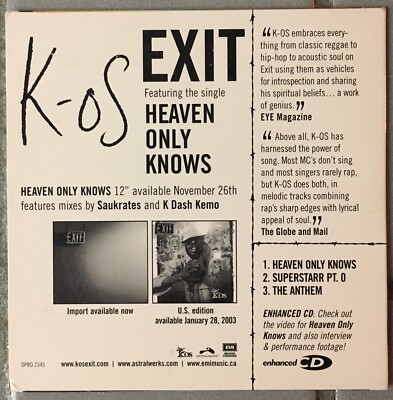 K-OS
EXIT
Featuring the single
HEAVEN
ONLY
KNOWS
HEAVEN ONLY KNOWS 12" available November 26th
features mixes by Saukrates and K Dash Kemo
EXIT
EXIT
K-OS
Import available now
U.S. edition
available January 28, 2003
K-OS
ASTRALWERKS
EMI
DPRO 2345
www.kosexit.com • www.astralwerks.com • www.emimusic.ca
"K-OS embraces every-
thing from classic reggae to
hip-hop to acoustic soul on
Exit using them as vehicles
for introspection and sharing
his spiritual beliefs... a work
of genius."
EYE Magazine
"Above all, K-OS has
harnessed the power of
song. Most MC's don't sing
and most singers rarely rap,
but K-OS does both, in
melodic tracks combining
rap's sharp edges with lyrical
appeal of soul."
The Globe and Mail
1. HEAVEN ONLY KNOWS
2. SUPERSTARR PT. 0
3. THE ANTHEM
ENHANCED CD. Check out
the video for Heaven Only
Knows and also interview
& performance footage!
enhanced CD